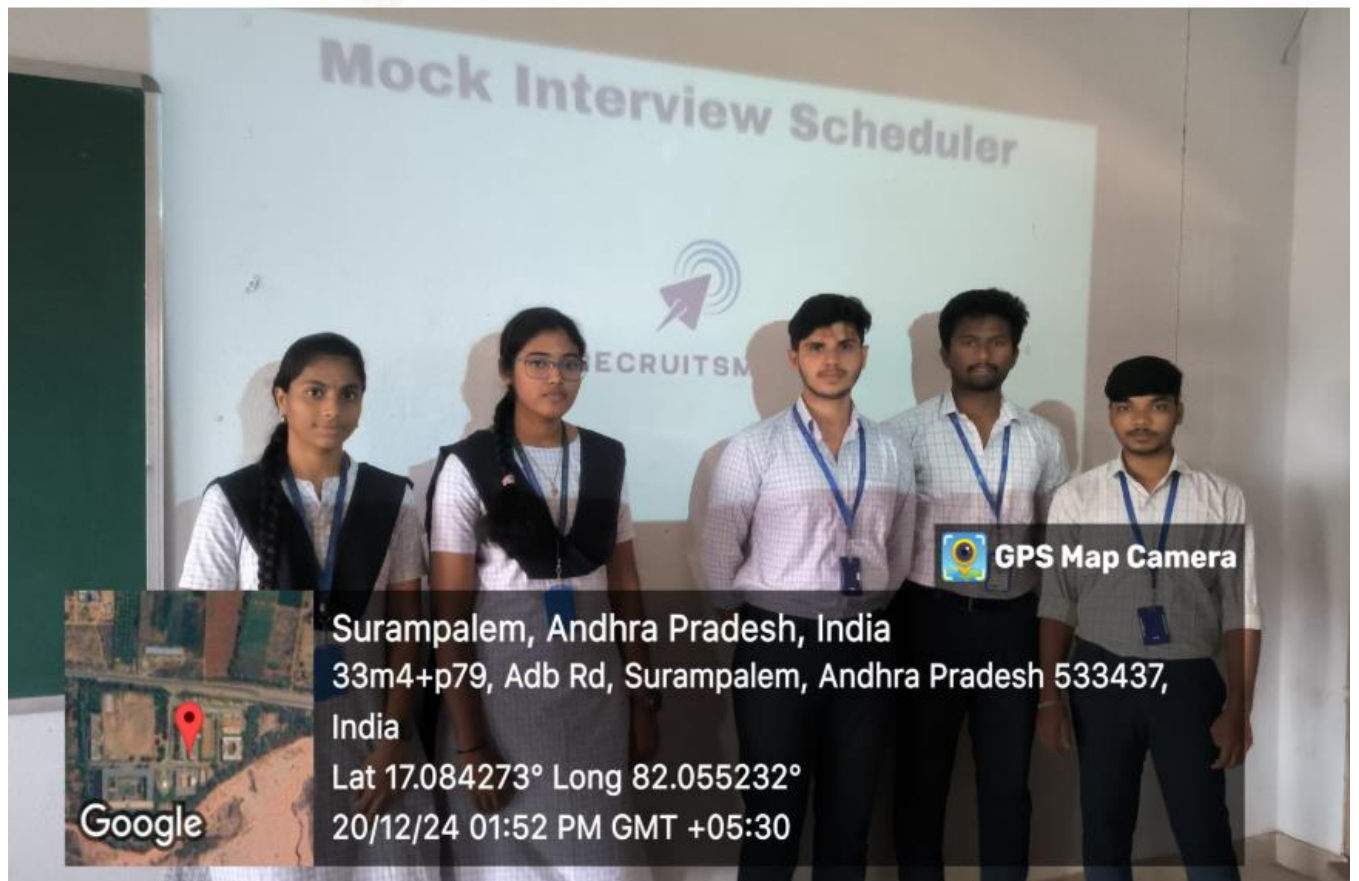 Mock Interview Scheduler
RECRUITSM
GPS Map Camera
Surampalem, Andhra Pradesh, India
33m4+p79, Adb Rd, Surampalem, Andhra Pradesh 533437,
India
Lat 17.084273° Long 82.055232°
20/12/24 01:52 PM GMT +05:30
Google